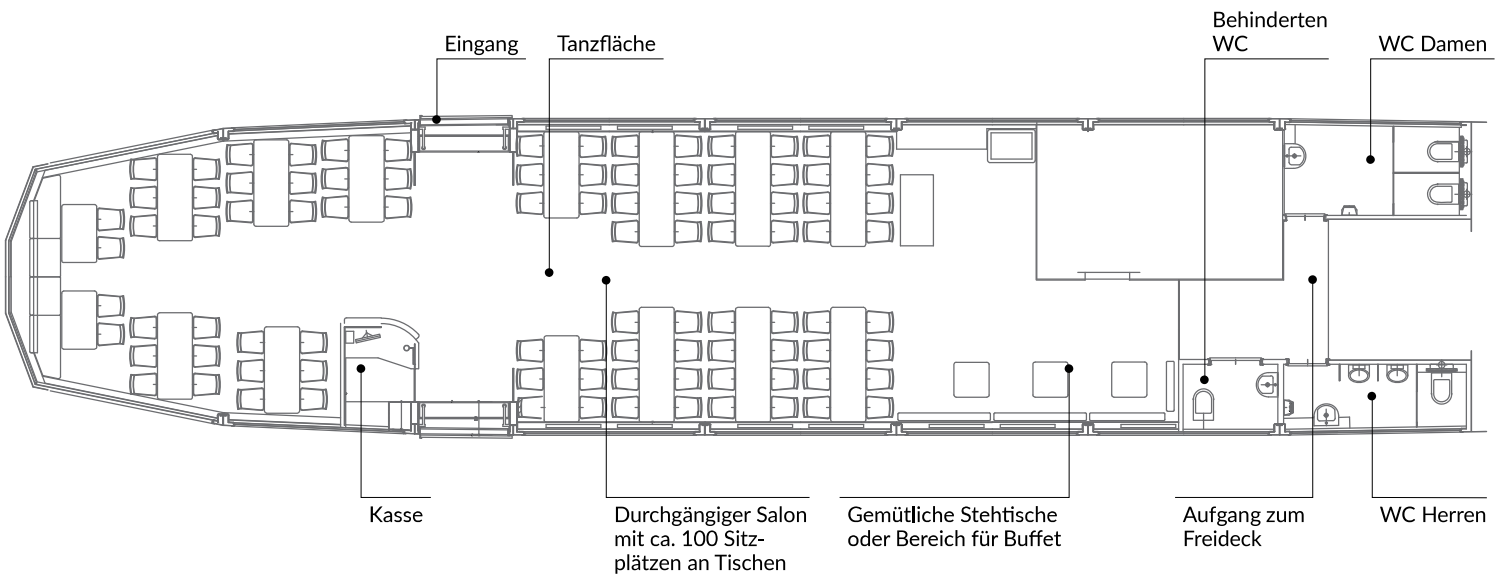 Eingang
Tanzfläche
Behinderten
WC
WC Damen
Kasse
Durchgängiger Salon
mit ca. 100 Sitz-
plätzen an Tischen
Gemütliche Stehtische
oder Bereich für Buffet
Aufgang zum
Freideck
WC Herren